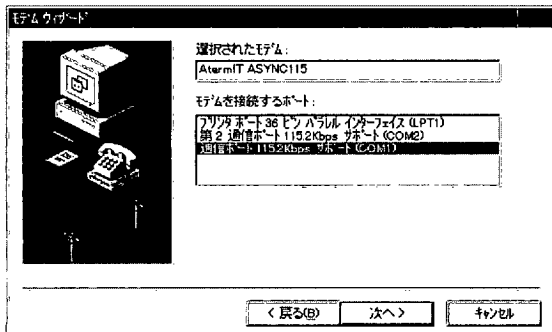 モデム ウィザード
選択されたモデム:
AtermIT ASYNC115
モデムを接続するポート:
プリンタ ポート 36 ピン パラレル インターフェイス (LPT1)
第 2 通信ポート 115.2Kbps サポート (COM2)
通信ポート 115.2Kbps サポート (COM1)
< 戻る(B)
次へ >
キャンセル